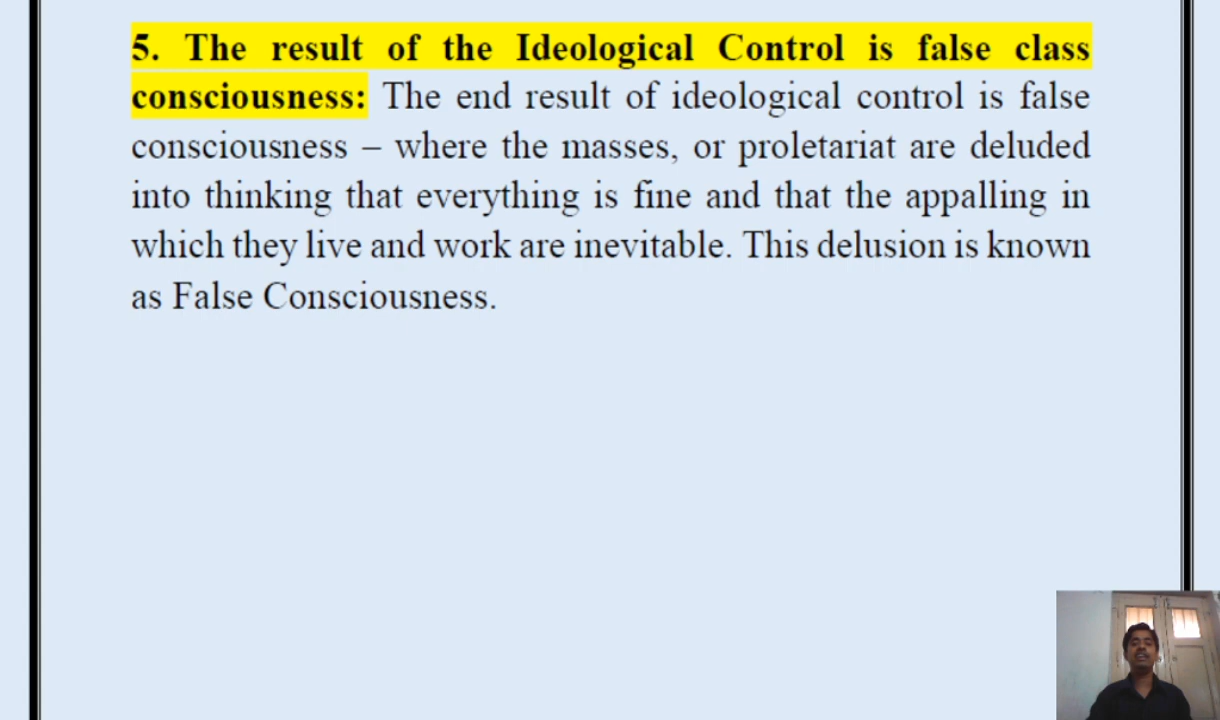 5. The result of the Ideological Control is false class
consciousness: The end result of ideological control is false
consciousness – where the masses, or proletariat are deluded
into thinking that everything is fine and that the appalling in
which they live and work are inevitable. This delusion is known
as False Consciousness.